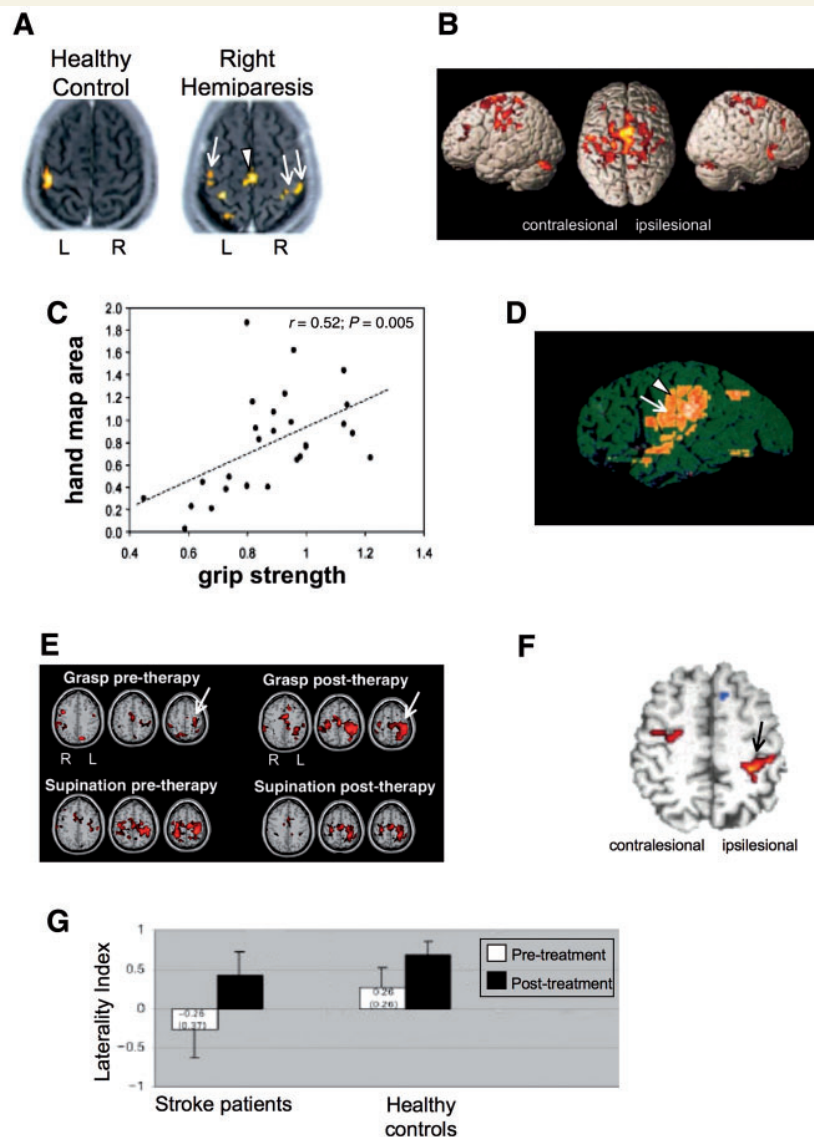 A
Healthy
Control
Right
Hemiparesis
L R
L R
B
contralesional ipsilesional
C
r = 0.52; P = 0.005
hand map area
2.0
1.8
1.6
1.4
1.2
1.0
0.8
0.6
0.4
0.2
0.0
0.4 0.6 0.8 1 1.2 1.4
grip strength
D
E
Grasp pre-therapy
Grasp post-therapy
R L
R L
Supination pre-therapy
Supination post-therapy
F
contralesional ipsilesional
G
Laterality Index
1
0.5
0
−0.5
−1
−0.26
(0.37)
0.26
(0.26)
Pre-treatment
Post-treatment
Stroke patients
Healthy
controls